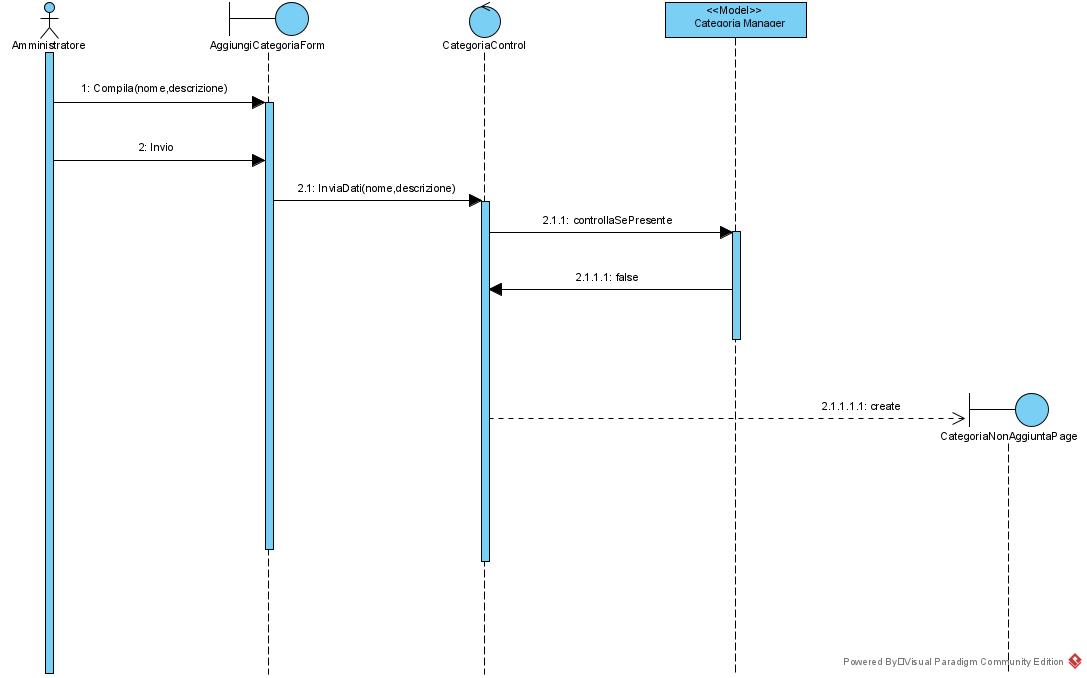 <<Model>>
Categoria Manager
Amministratore
AggiungiCategoriaForm
CategoriaControl
1: Compila(nome,descrizione)
2: Invio
2.1: InviaDati(nome,descrizione)
2.1.1: controllaSePresente
2.1.1.1: false
2.1.1.1.1: create
CategoriaNonAggiuntaPage
Powered By Visual Paradigm Community Edition